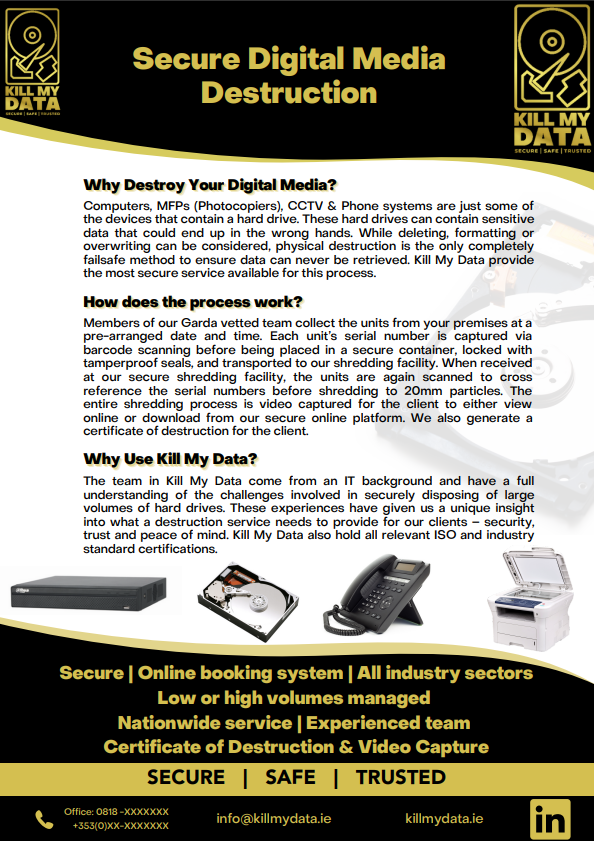 KILL MY
DATA
SECURE | SAFE | TRUSTED
Secure Digital Media
Destruction
KILL MY
DATA
SECURE | SAFE | TRUSTED
Why Destroy Your Digital Media?
Computers, MFPs (Photocopiers), CCTV & Phone systems are just some of
the devices that contain a hard drive. These hard drives can contain sensitive
data that could end up in the wrong hands. While deleting, formatting or
overwriting can be considered, physical destruction is the only completely
failsafe method to ensure data can never be retrieved. Kill My Data provide
the most secure service available for this process.
How does the process work?
Members of our Garda vetted team collect the units from your premises at a
pre-arranged date and time. Each unit's serial number is captured via
barcode scanning before being placed in a secure container, locked with
tamperproof seals, and transported to our shredding facility. When received
at our secure shredding facility, the units are again scanned to cross
reference the serial numbers before shredding to 20mm particles. The
entire shredding process is video captured for the client to either view
online or download from our secure online platform. We also generate a
certificate of destruction for the client.
Why Use Kill My Data?
The team in Kill My Data come from an IT background and have a full
understanding of the challenges involved in securely disposing of large
volumes of hard drives. These experiences have given us a unique insight
into what a destruction service needs to provide for our clients – security,
trust and peace of mind. Kill My Data also hold all relevant ISO and industry
standard certifications.
alhua
Secure | Online booking system | All industry sectors
Low or high volumes managed
Nationwide service | Experienced team
Certificate of Destruction & Video Capture
SECURE | SAFE | TRUSTED
Office: 0818 -XXXXXXX
+353(0)XX-XXXXXXX
info@killmydata.ie
killmydata.ie
in